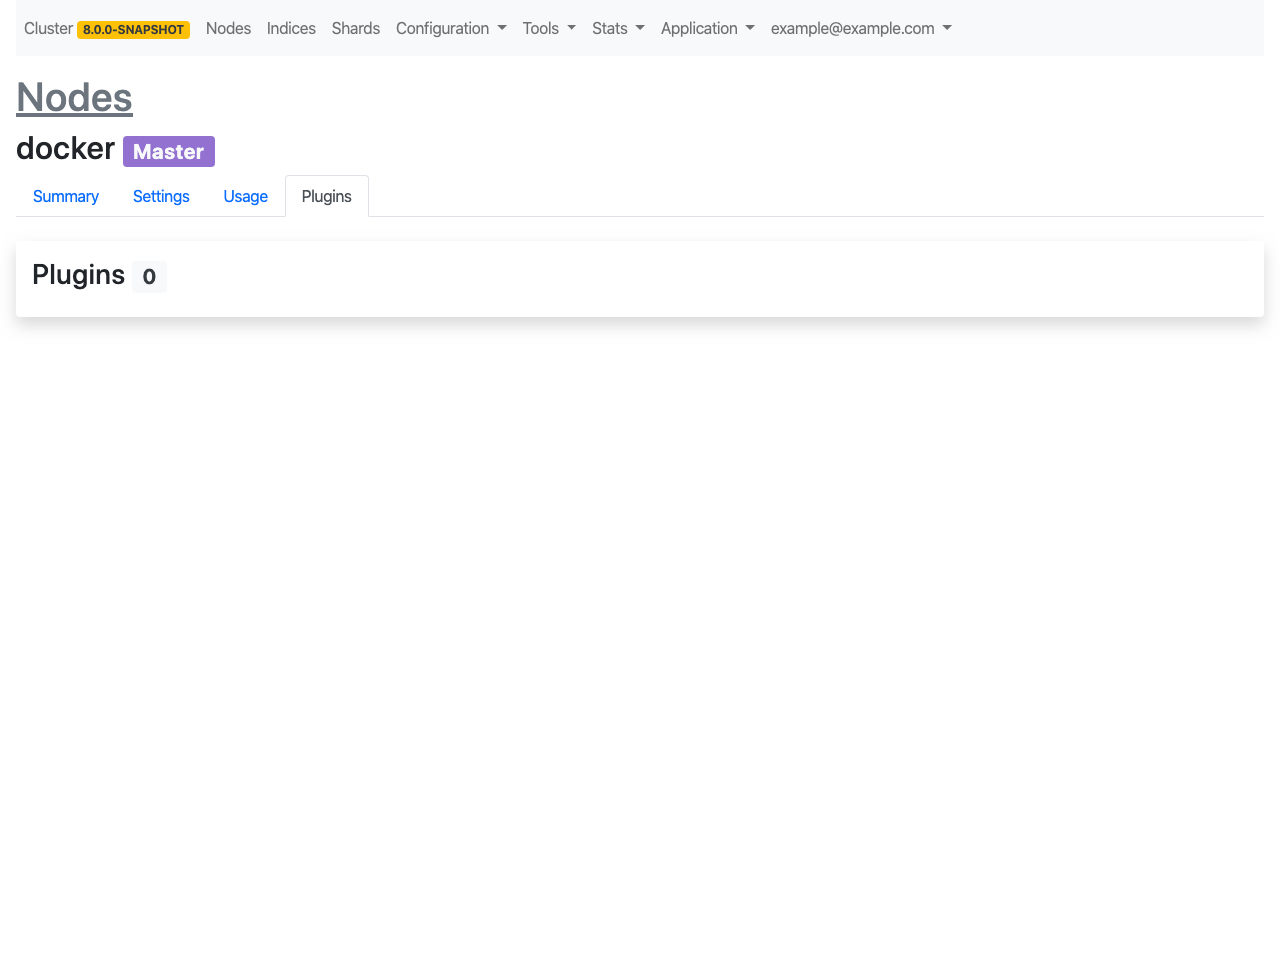 Cluster 8.0.0-SNAPSHOT Nodes Indices Shards Configuration Tools Stats Application example@example.com
Nodes
docker Master
Summary Settings Usage Plugins
Plugins 0